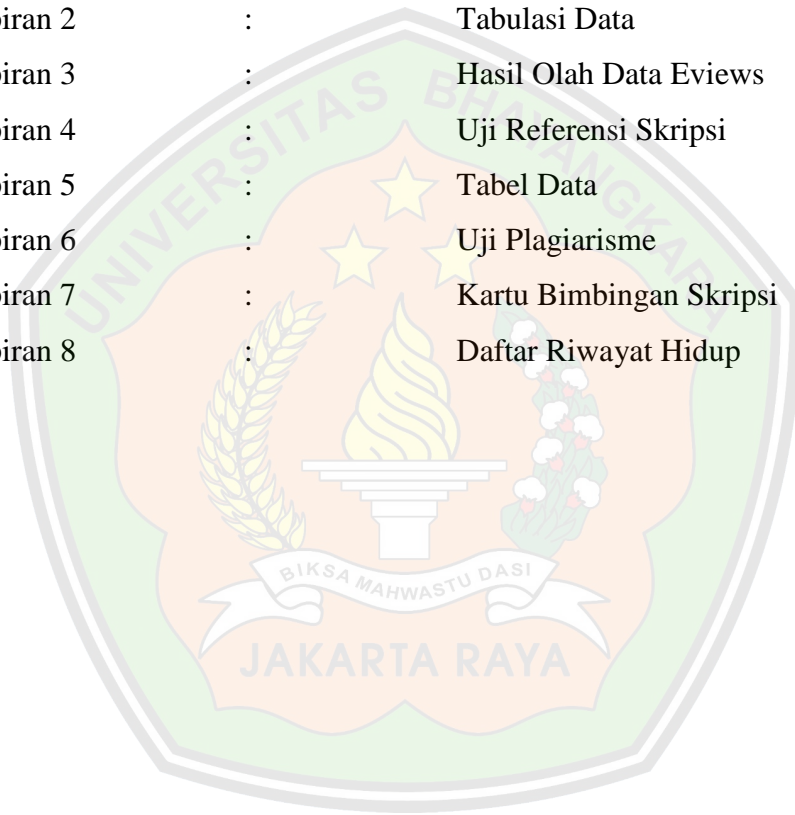 piran 2 : Tabulasi Data
piran 3 : Hasil Olah Data Eviews
piran 4 : Uji Referensi Skripsi
piran 5 : Tabel Data
piran 6 : Uji Plagiarisme
piran 7 : Kartu Bimbingan Skripsi
piran 8 : Daftar Riwayat Hidup
UNIVERSITAS BHAYANGKARA
BIKSA MAHWASTU DASI
JAKARTA RAYA